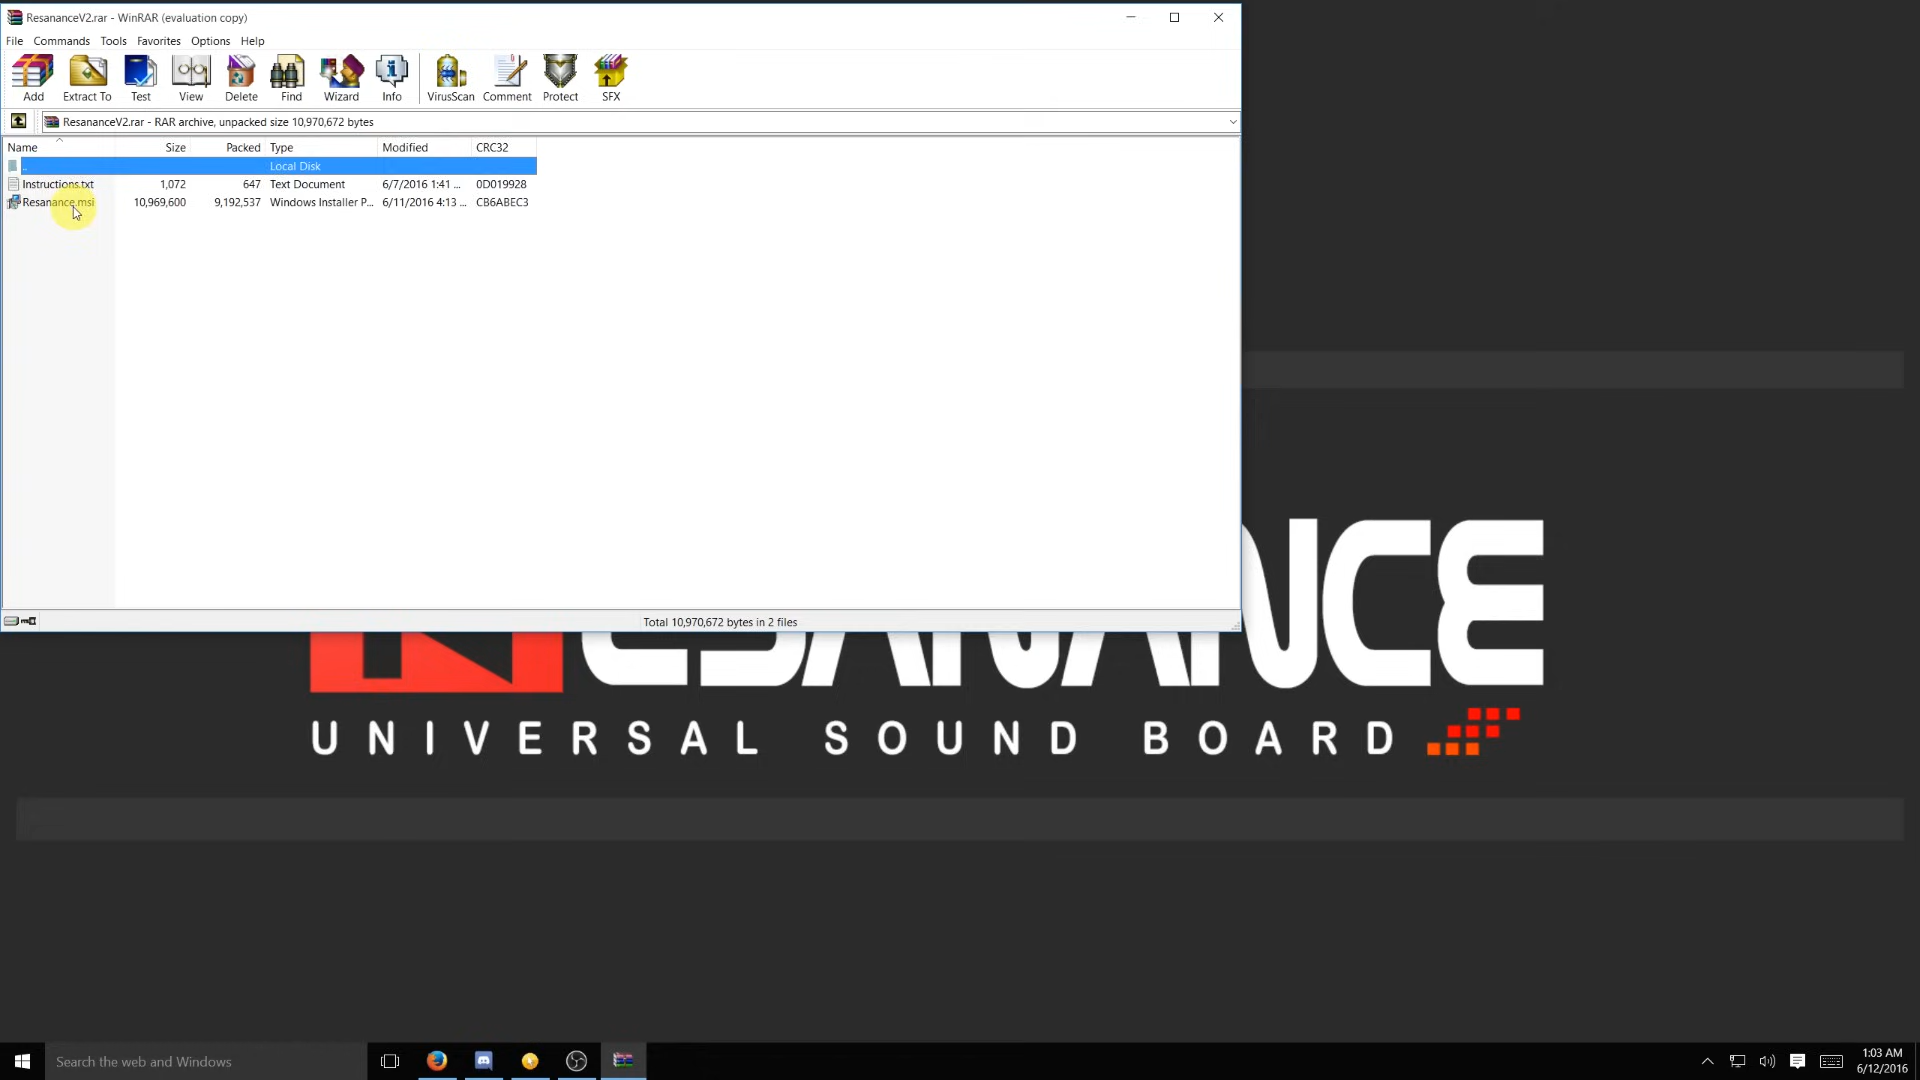 ResananceV2.rar - WinRAR (evaluation copy)
File Commands Tools Favorites Options Help
Add Extract To Test View Delete Find Wizard Info VirusScan Comment Protect SFX
ResananceV2.rar - RAR archive, unpacked size 10,970,672 bytes
Name Size Packed Type Modified CRC32
.. Local Disk
Instructions.txt 1,072 647 Text Document 6/7/2016 1:41 ... 0D019928
Resanance.msi 10,969,600 9,192,537 Windows Installer P... 6/11/2016 4:13 ... CB6ABEC3
Total 10,970,672 bytes in 2 files
RESANANCE
UNIVERSAL SOUND BOARD
Search the web and Windows
1:03 AM
6/12/2016